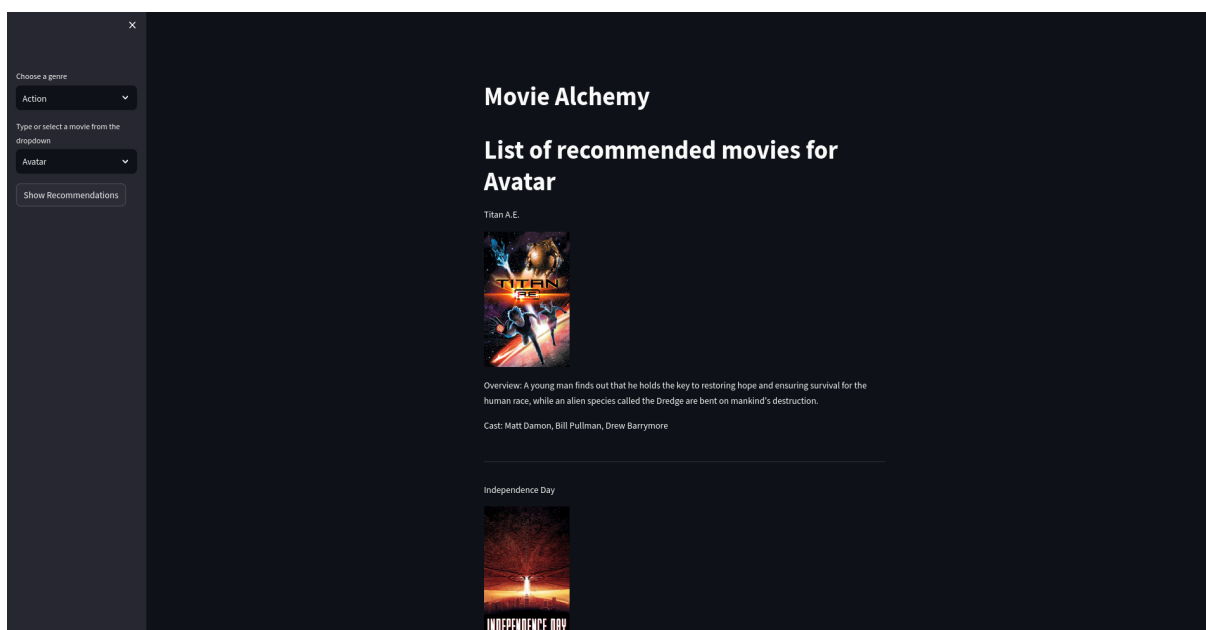 ×
Choose a genre
Action
Type or select a movie from the
dropdown
Avatar
Show Recommendations
Movie Alchemy
List of recommended movies for
Avatar
Titan A.E.
TITAN
A.E.
Overview: A young man finds out that he holds the key to restoring hope and ensuring survival for the
human race, while an alien species called the Dredge are bent on mankind's destruction.
Cast: Matt Damon, Bill Pullman, Drew Barrymore
Independence Day
INDEPENDENCE DAY